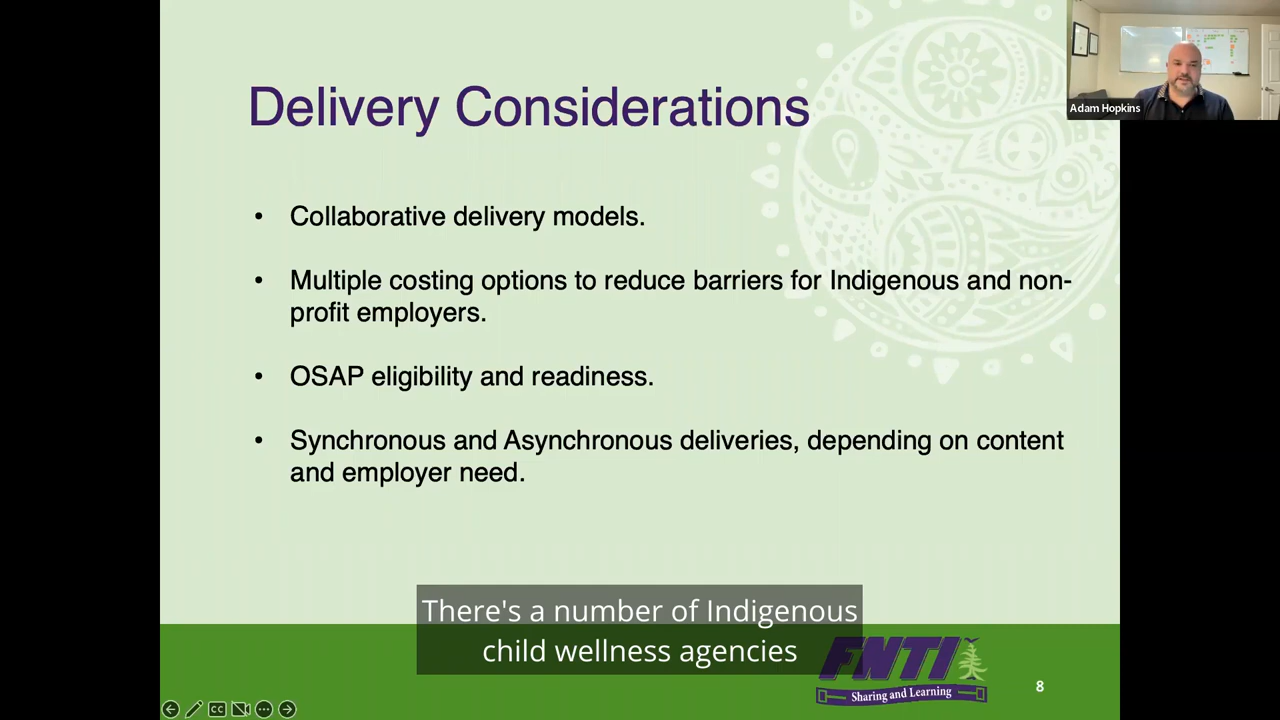 Delivery Considerations
Adam Hopkins
• Collaborative delivery models.
• Multiple costing options to reduce barriers for Indigenous and non-
profit employers.
• OSAP eligibility and readiness.
• Synchronous and Asynchronous deliveries, depending on content
and employer need.
There's a number of Indigenous
child wellness agencies
FNTI
Sharing and Learning
8
CC